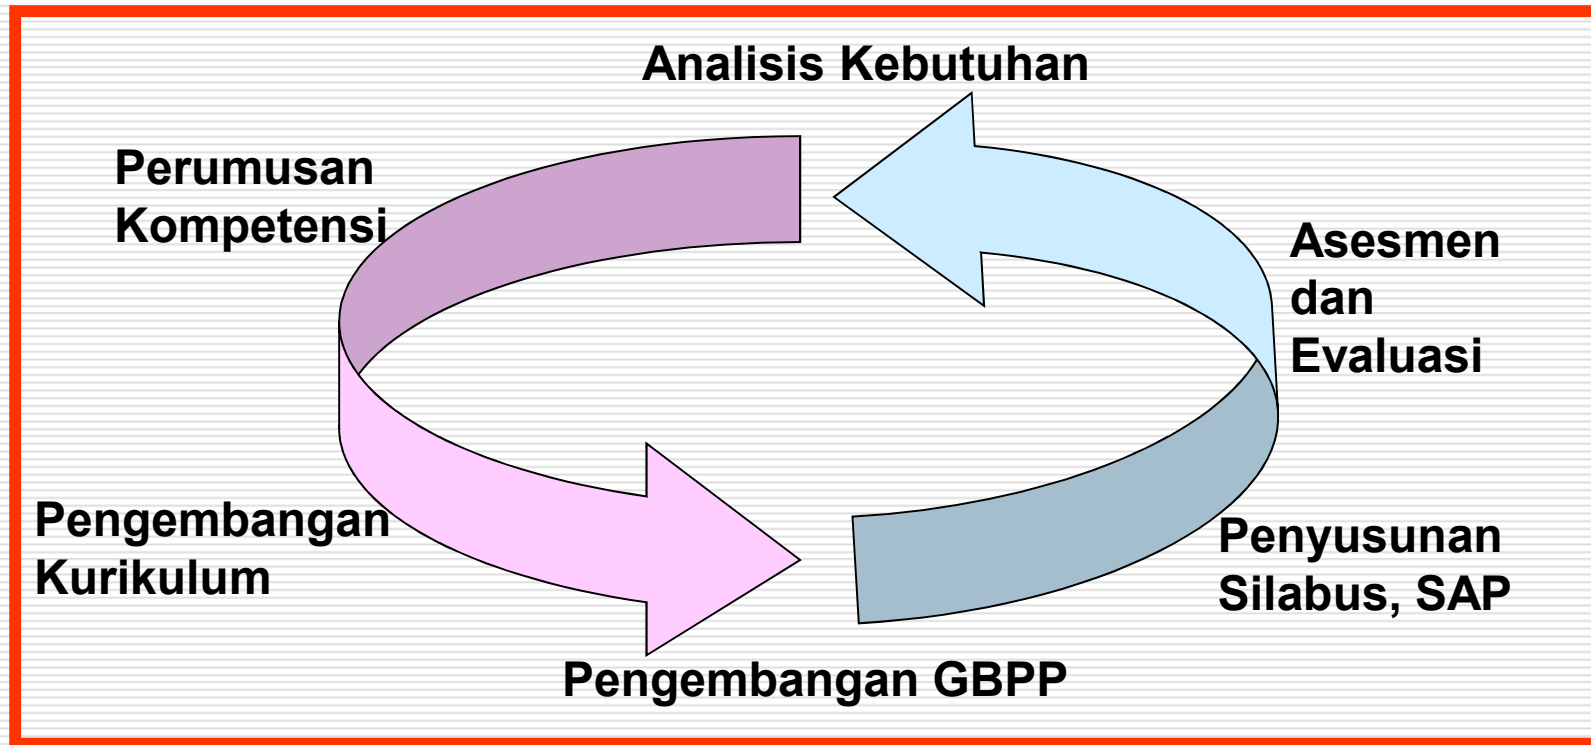 Analisis Kebutuhan
Perumusan
Kompetensi
Asesmen
dan
Evaluasi
Pengembangan
Kurikulum
Penyusunan
Silabus, SAP
Pengembangan GBPP